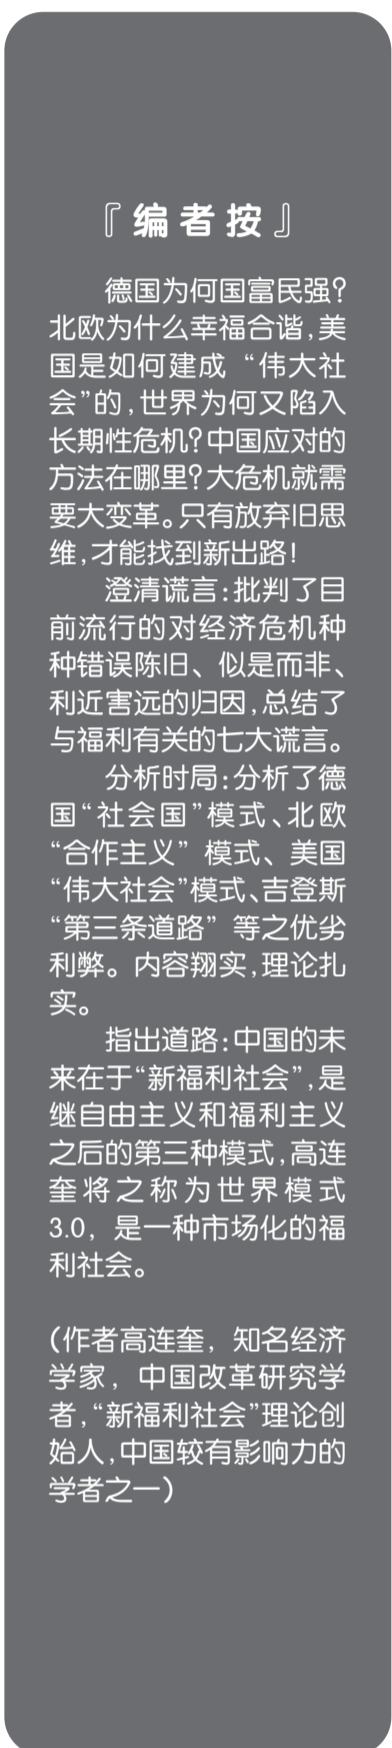 『编者按』
德国为何国富民强?
北欧为什么幸福合谐,美
国是如何建成“伟大社
会”的,世界为何又陷入
长期性危机?中国应对的
方法在哪里?大危机就需
要大变革。只有放弃旧思
维,才能找到新出路!
澄清谎言:批判了目
前流行的对经济危机种
种错误陈旧、似是而非、
利近害远的归因,总结了
与福利有关的七大谎言。
分析时局:分析了德
国“社会国”模式、北欧
“合作主义”模式、美国
“伟大社会”模式、吉登斯
“第三条道路”等之优劣
利弊。内容翔实,理论扎
实。
指出道路:中国的未
来在于“新福利社会”,是
继自由主义和福利主义
之后的第三种模式,高连
奎将之称为世界模式
3.0,是一种市场化的福
利社会。
(作者高连奎,知名经济
学家,中国改革研究学
者,“新福利社会”理论创
始人,中国较有影响力的
学者之一)